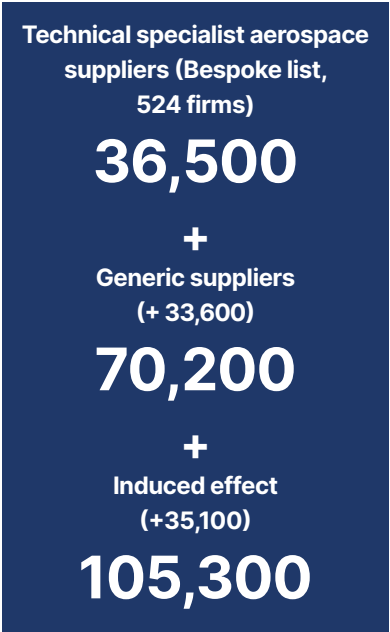 Technical specialist aerospace
suppliers (Bespoke list,
524 firms)
36,500
+
Generic suppliers
(+ 33,600)
70,200
+
Induced effect
(+35,100)
105,300